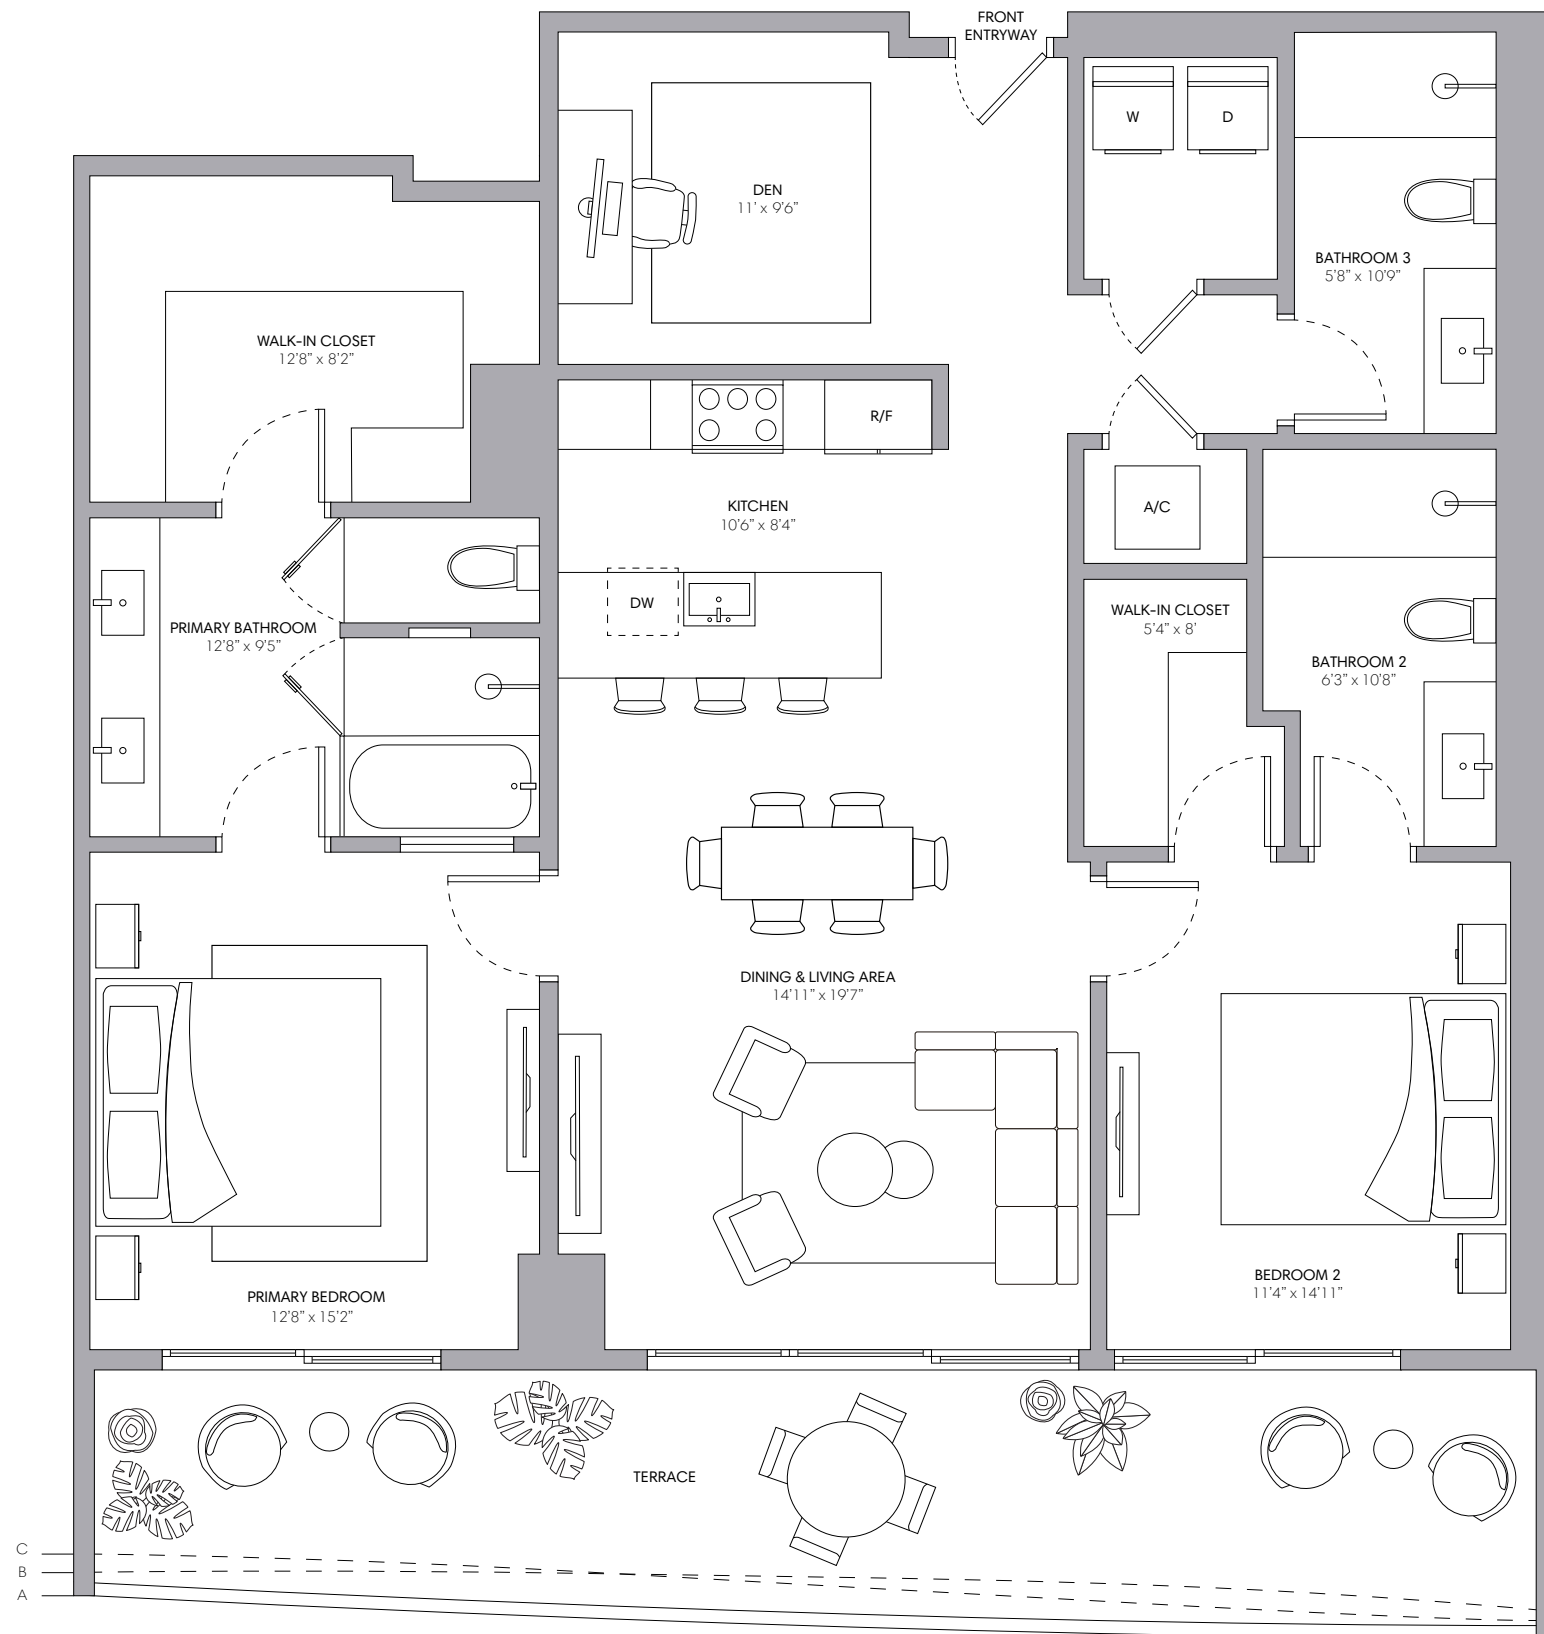 FRONT
ENTRYWAY
W
D
DEN
11' x 9'6”
BATHROOM 3
5'8” x 10'9”
WALK-IN CLOSET
12'8” x 8'2”
R/F
KITCHEN
10'6” x 8'4”
A/C
DW
WALK-IN CLOSET
5'4” x 8'
PRIMARY BATHROOM
12'8” x 9'5”
BATHROOM 2
6'3” x 10'8”
DINING & LIVING AREA
14'11” x 19'7”
PRIMARY BEDROOM
12'8” x 15'2”
BEDROOM 2
11'4” x 14'11”
TERRACE
C
B
A